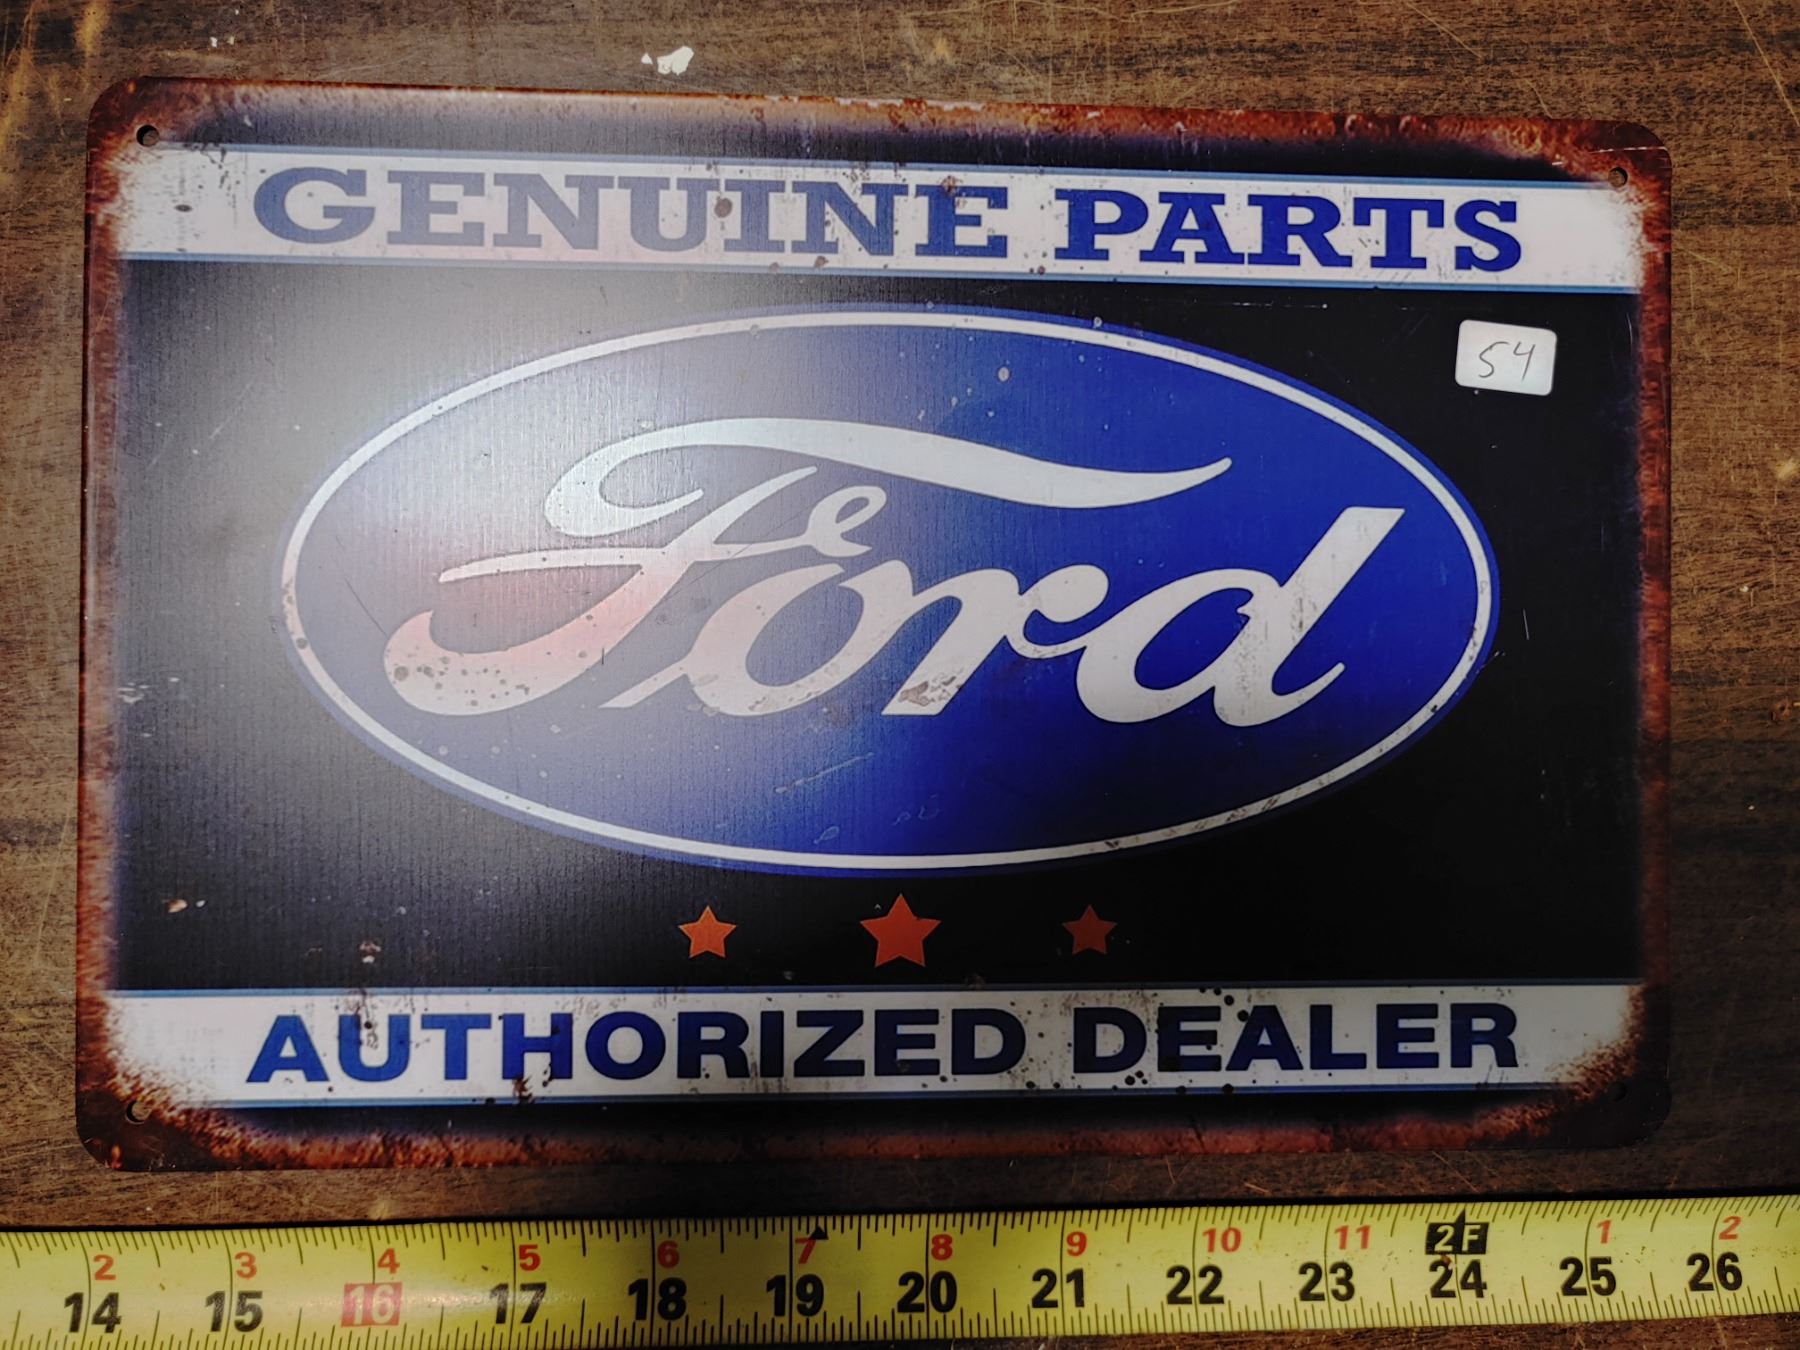 GENUINE PARTS
54
Ford
AUTHORIZED DEALER
2 3 4 5 6 7 8 9 10 11 2F 1 2
14 15 16 17 18 19 20 21 22 23 24 25 26